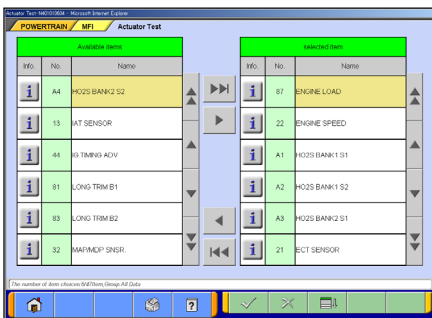 Actuator Test- N401010604 - Microsoft Internet Explorer
POWERTRAIN MFI Actuator Test
Available items
selected item
Info. No. Name
Info. No. Name
i A4 HO2S BANK2 S2
i 87 ENGINE LOAD
i 13 IAT SENSOR
i 22 ENGINE SPEED
i 44 IG TIMING ADV
i A1 HO2S BANK1 S1
i 81 LONG TRIM B1
i A2 HO2S BANK1 S2
i 83 LONG TRIM B2
i A3 HO2S BANK2 S1
i 32 MAP/MDP SNSR.
i 21 ECT SENSOR
The number of item choices 6/47item,Group All Data
?